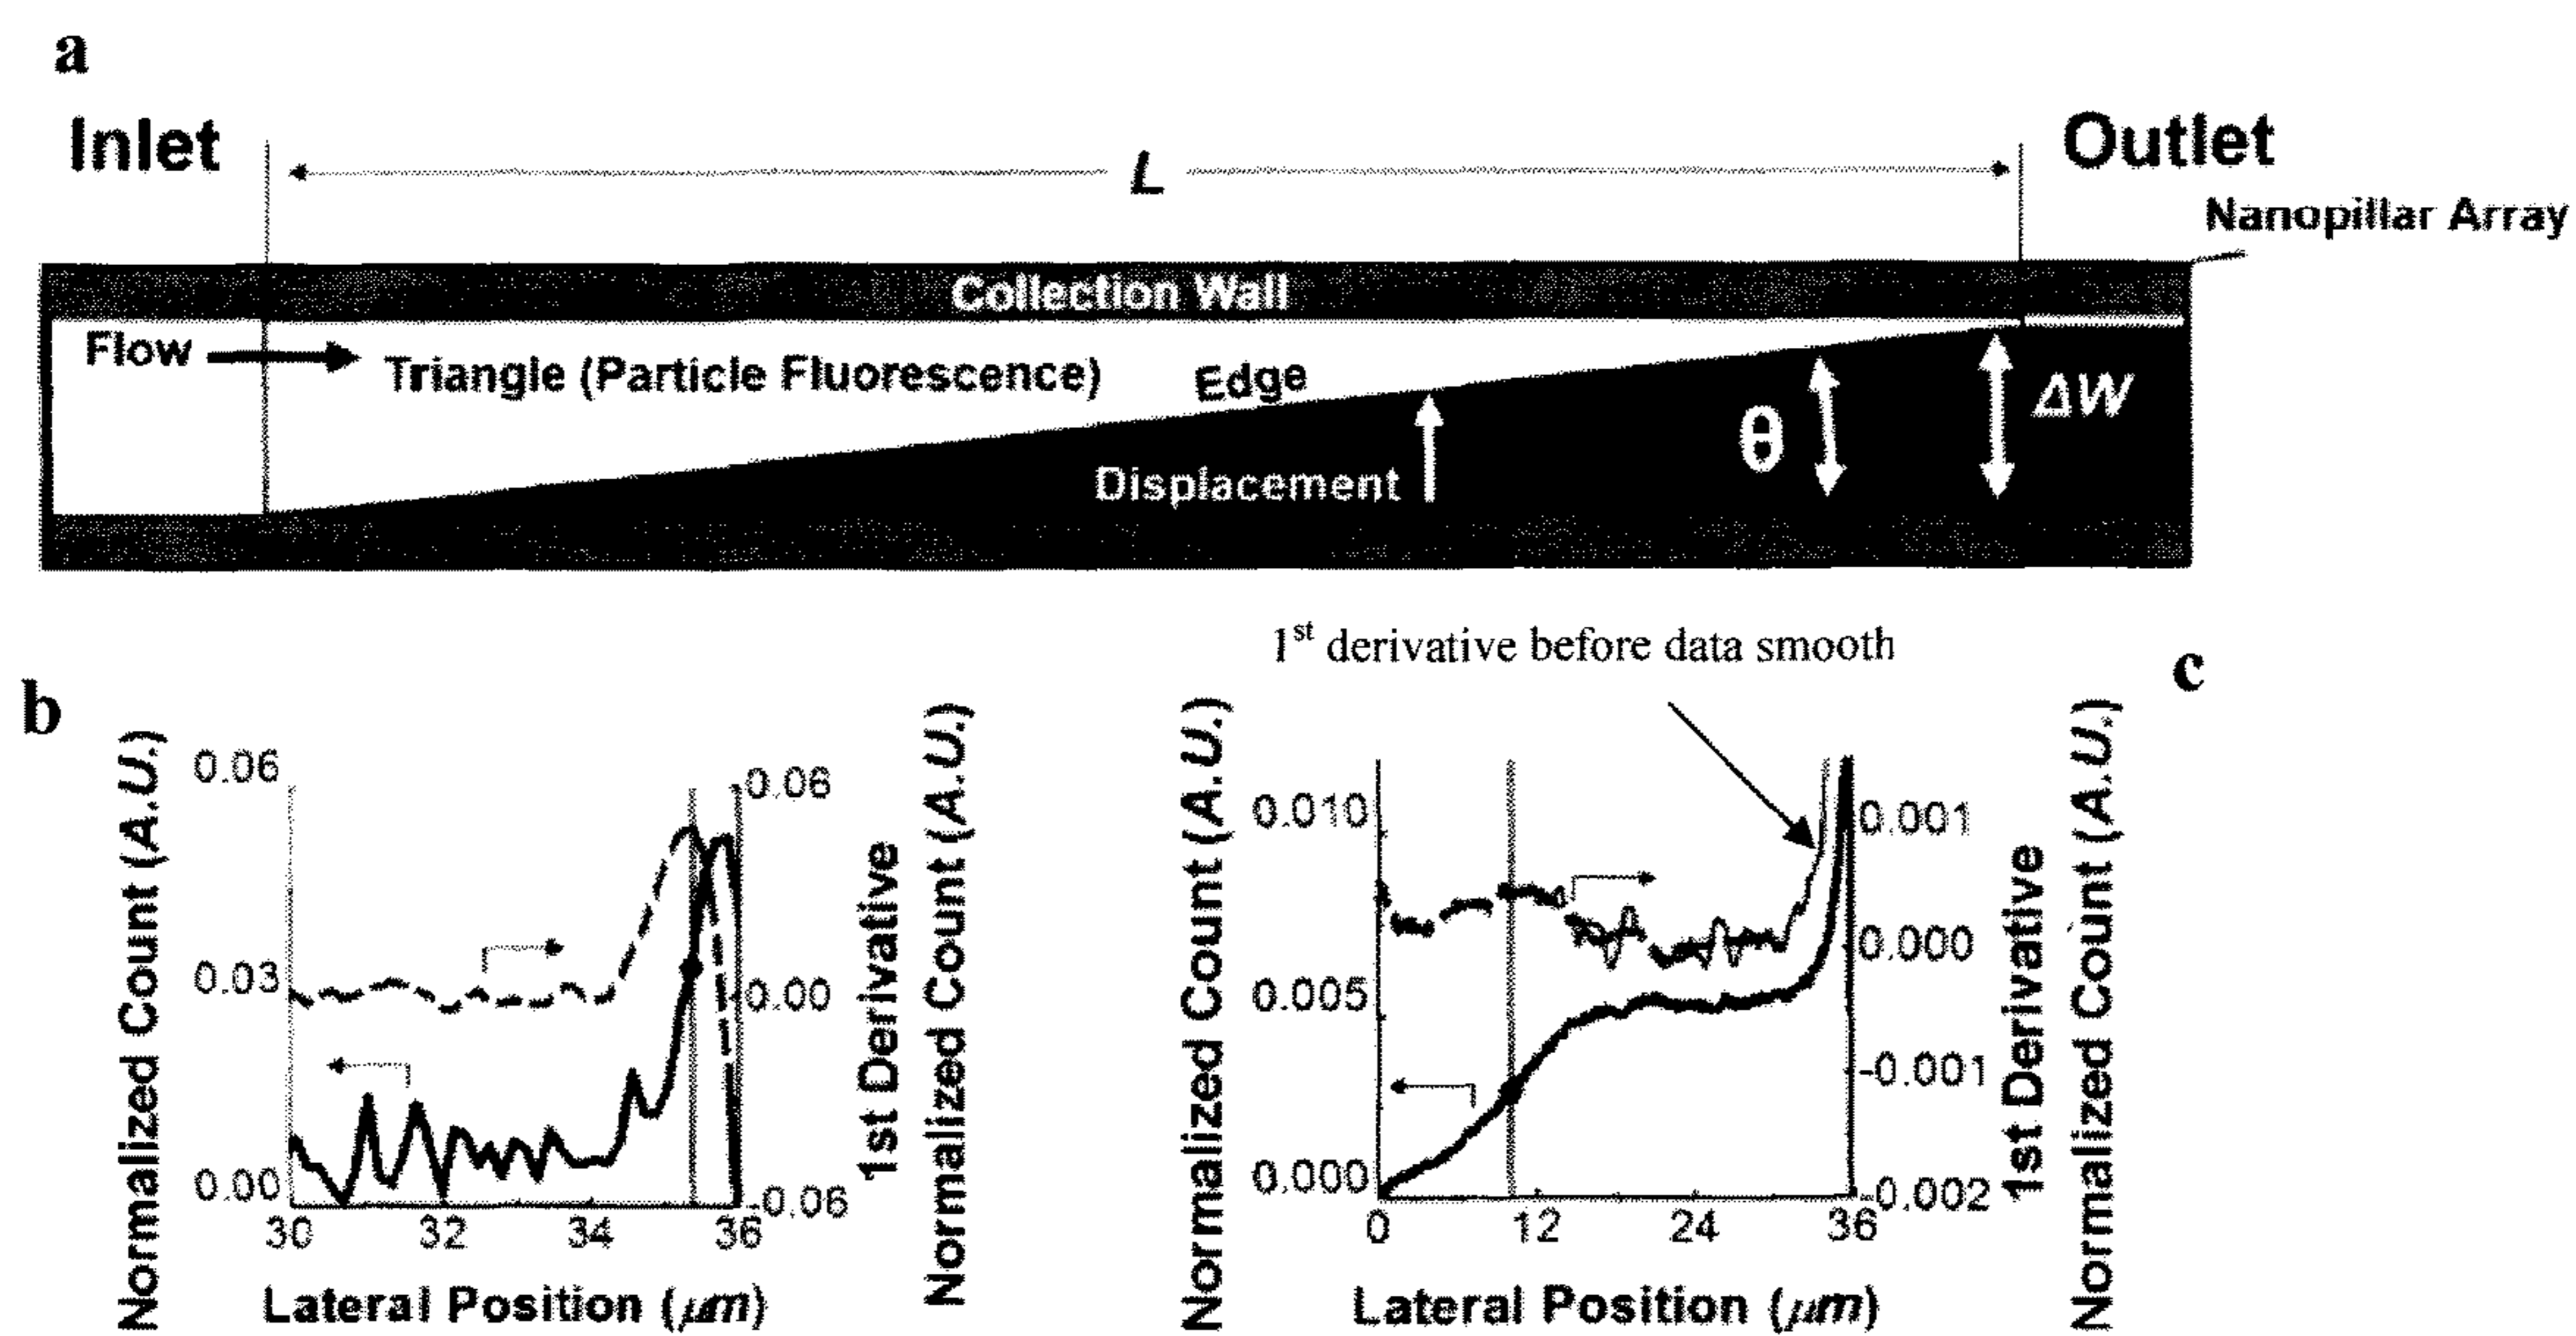 a
Inlet
L
Outlet
Nanopillar Array
Collection Wall
Flow
Triangle (Particle Fluorescence)
Edge
Displacement
θ
ΔW
1st derivative before data smooth
b
Normalized Count (A.U.)
0.06
0.03
0.00
30
32
34
36
Lateral Position (μm)
0.06
0.00
-0.06
1st Derivative
Normalized Count (A.U.)
c
Normalized Count (A.U.)
0.010
0.005
0.000
0
12
24
36
Lateral Position (μm)
0.001
0.000
-0.001
-0.002
1st Derivative
Normalized Count (A.U.)